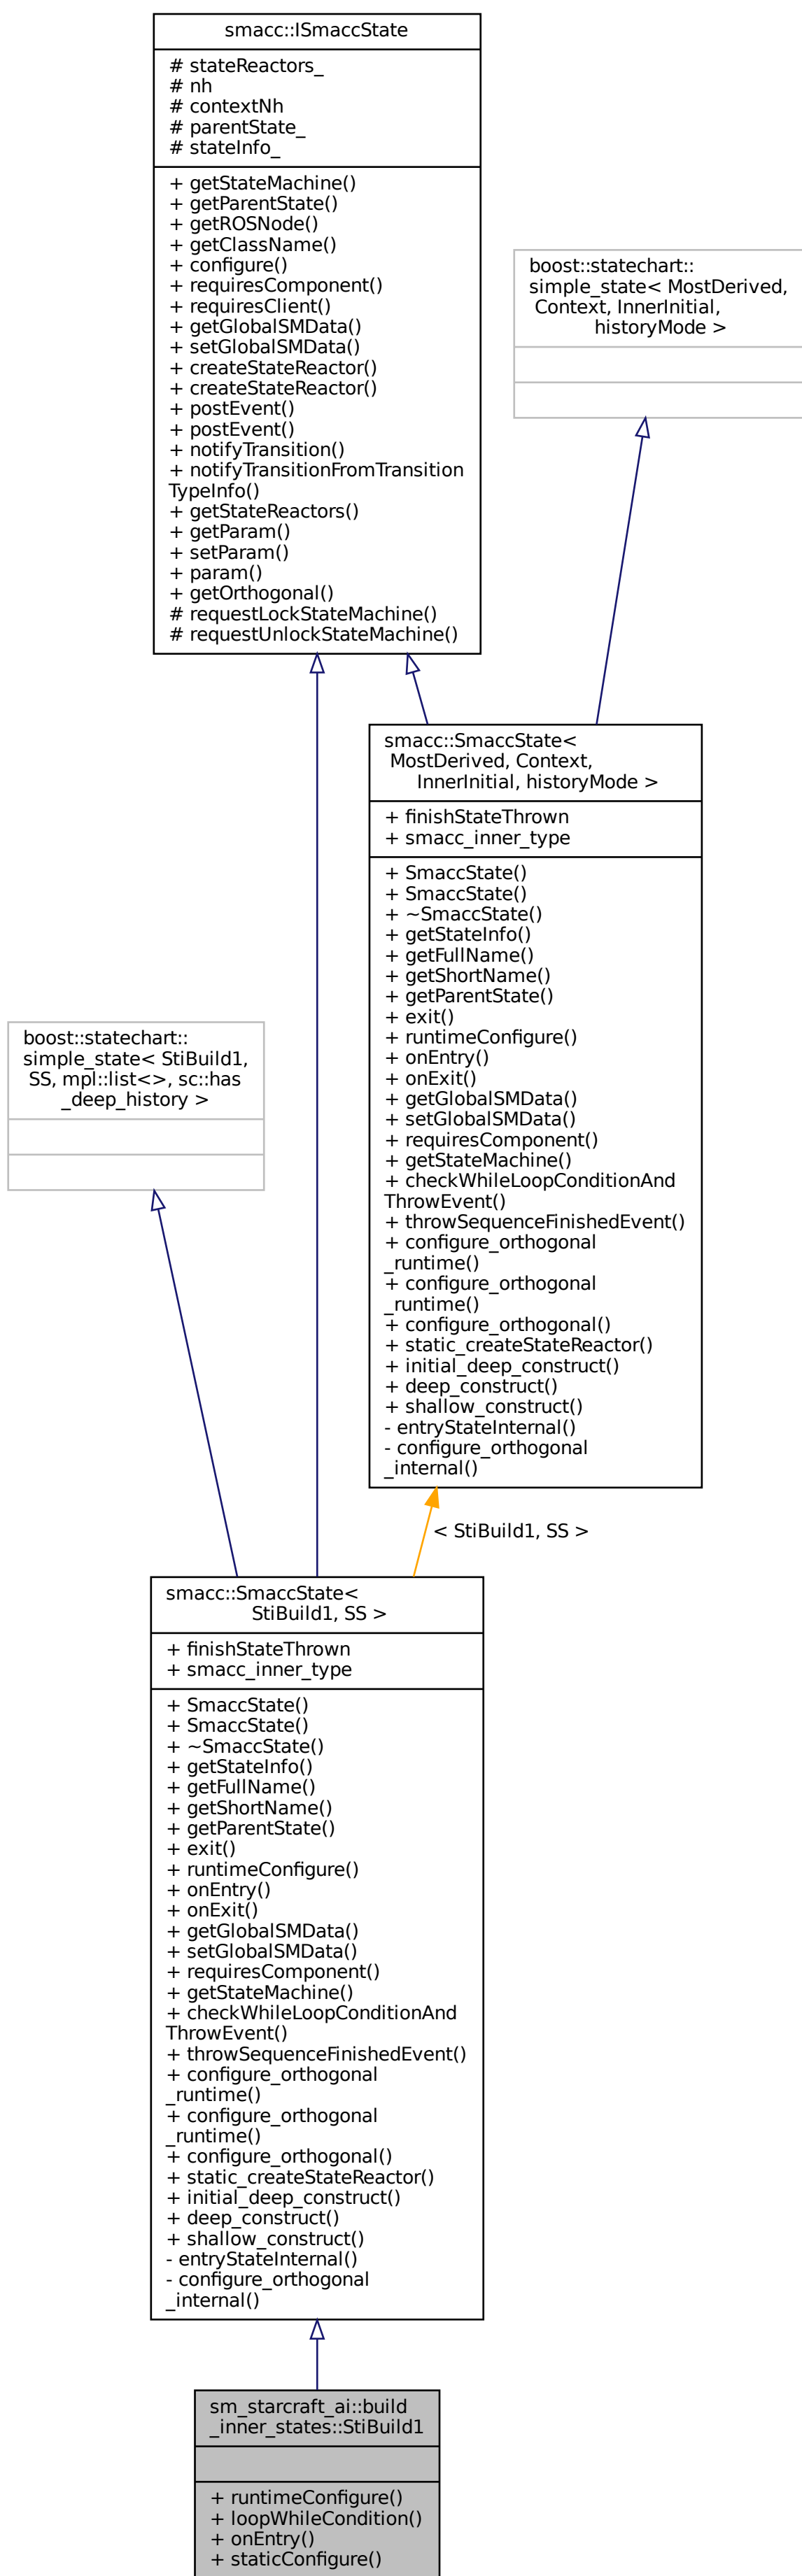 smacc::ISmaccState
# stateReactors_
# nh
# contextNh
# parentState_
# stateInfo_
+ getStateMachine()
+ getParentState()
+ getROSNode()
+ getClassName()
+ configure()
+ requiresComponent()
+ requiresClient()
+ getGlobalSMData()
+ setGlobalSMData()
+ createStateReactor()
+ createStateReactor()
+ postEvent()
+ postEvent()
+ notifyTransition()
+ notifyTransitionFromTransition
TypeInfo()
+ getStateReactors()
+ getParam()
+ setParam()
+ param()
+ getOrthogonal()
# requestLockStateMachine()
# requestUnlockStateMachine()
boost::statechart::
simple_state< MostDerived,
Context, InnerInitial,
historyMode >
smacc::SmaccState<
MostDerived, Context,
InnerInitial, historyMode >
+ finishStateThrown
+ smacc_inner_type
+ SmaccState()
+ SmaccState()
+ ~SmaccState()
+ getStateInfo()
+ getFullName()
+ getShortName()
+ getParentState()
+ exit()
+ runtimeConfigure()
+ onEntry()
+ onExit()
+ getGlobalSMData()
+ setGlobalSMData()
+ requiresComponent()
+ getStateMachine()
+ checkWhileLoopConditionAnd
ThrowEvent()
+ throwSequenceFinishedEvent()
+ configure_orthogonal
_runtime()
+ configure_orthogonal
_runtime()
+ configure_orthogonal()
+ static_createStateReactor()
+ initial_deep_construct()
+ deep_construct()
+ shallow_construct()
- entryStateInternal()
- configure_orthogonal
_internal()
boost::statechart::
simple_state< StiBuild1,
SS, mpl::list<>, sc::has
_deep_history >
< StiBuild1, SS >
smacc::SmaccState<
StiBuild1, SS >
+ finishStateThrown
+ smacc_inner_type
+ SmaccState()
+ SmaccState()
+ ~SmaccState()
+ getStateInfo()
+ getFullName()
+ getShortName()
+ getParentState()
+ exit()
+ runtimeConfigure()
+ onEntry()
+ onExit()
+ getGlobalSMData()
+ setGlobalSMData()
+ requiresComponent()
+ getStateMachine()
+ checkWhileLoopConditionAnd
ThrowEvent()
+ throwSequenceFinishedEvent()
+ configure_orthogonal
_runtime()
+ configure_orthogonal
_runtime()
+ configure_orthogonal()
+ static_createStateReactor()
+ initial_deep_construct()
+ deep_construct()
+ shallow_construct()
- entryStateInternal()
- configure_orthogonal
_internal()
sm_starcraft_ai::build
_inner_states::StiBuild1
+ runtimeConfigure()
+ loopWhileCondition()
+ onEntry()
+ staticConfigure()